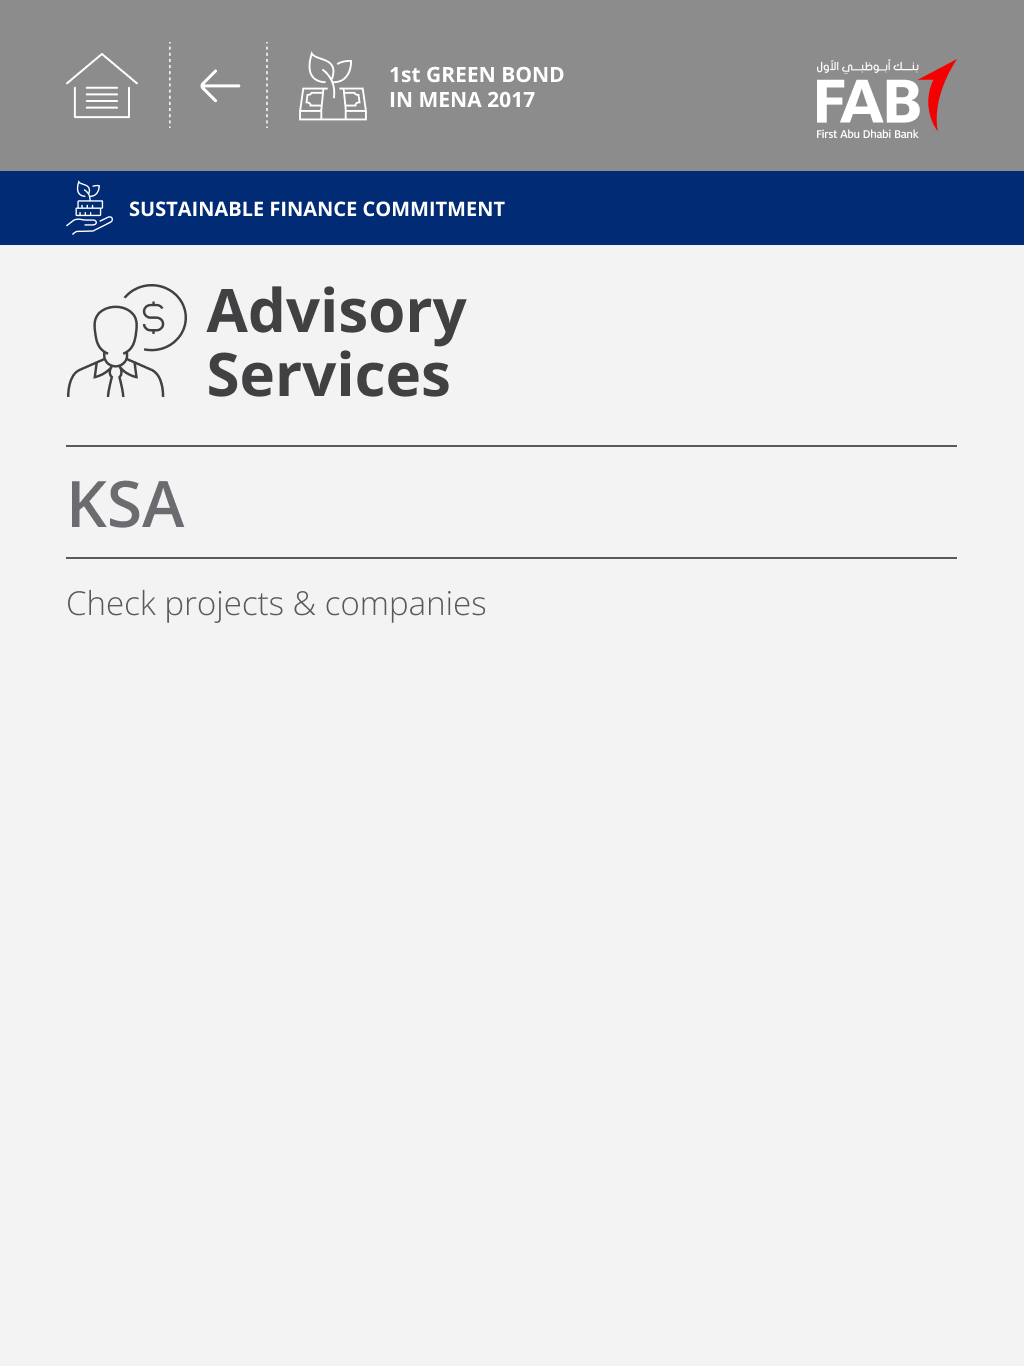 1st GREEN BOND
IN MENA 2017
بنك أبوظبي الأول
FAB
First Abu Dhabi Bank
SUSTAINABLE FINANCE COMMITMENT
$
Advisory
Services
KSA
Check projects & companies